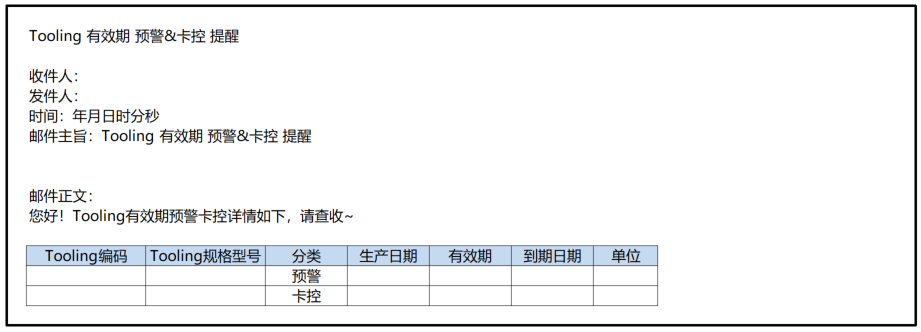 Tooling 有效期 预警&卡控 提醒
收件人：
发件人：
时间：年月日时分秒
邮件主旨：Tooling 有效期 预警&卡控 提醒
邮件正文：
您好！Tooling有效期预警卡控详情如下，请查收~
Tooling编码 Tooling规格型号 分类 生产日期 有效期 到期日期 单位
预警
卡控